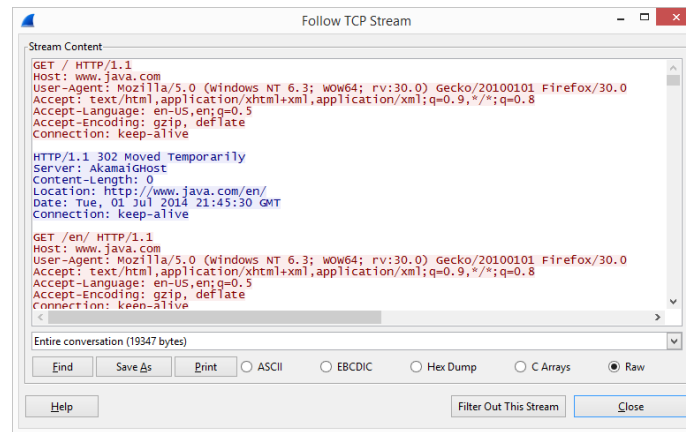 Follow TCP Stream
Stream Content
GET / HTTP/1.1
Host: www.java.com
User-Agent: Mozilla/5.0 (Windows NT 6.3; WOW64; rv:30.0) Gecko/20100101 Firefox/30.0
Accept: text/html,application/xhtml+xml,application/xml;q=0.9,*/*;q=0.8
Accept-Language: en-US,en;q=0.5
Accept-Encoding: gzip, deflate
Connection: keep-alive
HTTP/1.1 302 Moved Temporarily
Server: AkamaiGHost
Content-Length: 0
Location: http://www.java.com/en/
Date: Tue, 01 Jul 2014 21:45:30 GMT
Connection: keep-alive
GET /en/ HTTP/1.1
Host: www.java.com
User-Agent: Mozilla/5.0 (Windows NT 6.3; WOW64; rv:30.0) Gecko/20100101 Firefox/30.0
Accept: text/html,application/xhtml+xml,application/xml;q=0.9,*/*;q=0.8
Accept-Language: en-US,en;q=0.5
Accept-Encoding: gzip, deflate
Connection: keep-alive
Entire conversation (19347 bytes)
Find Save As Print ASCII EBCDIC Hex Dump C Arrays Raw
Help Filter Out This Stream Close